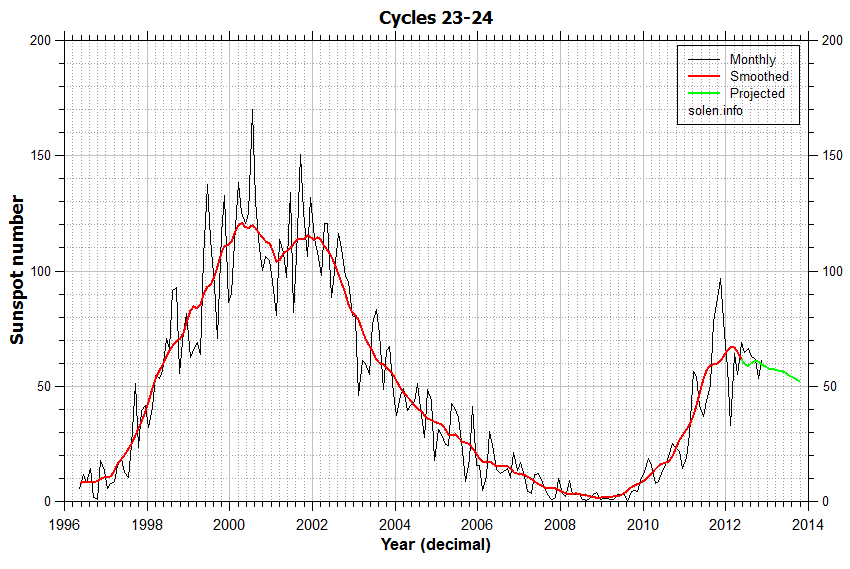 Cycles 23-24
200
200
Monthly
Smoothed
Projected
solen.info
150
150
100
100
50
50
0
0
Sunspot number
1996 1998 2000 2002 2004 2006 2008 2010 2012 2014
Year (decimal)